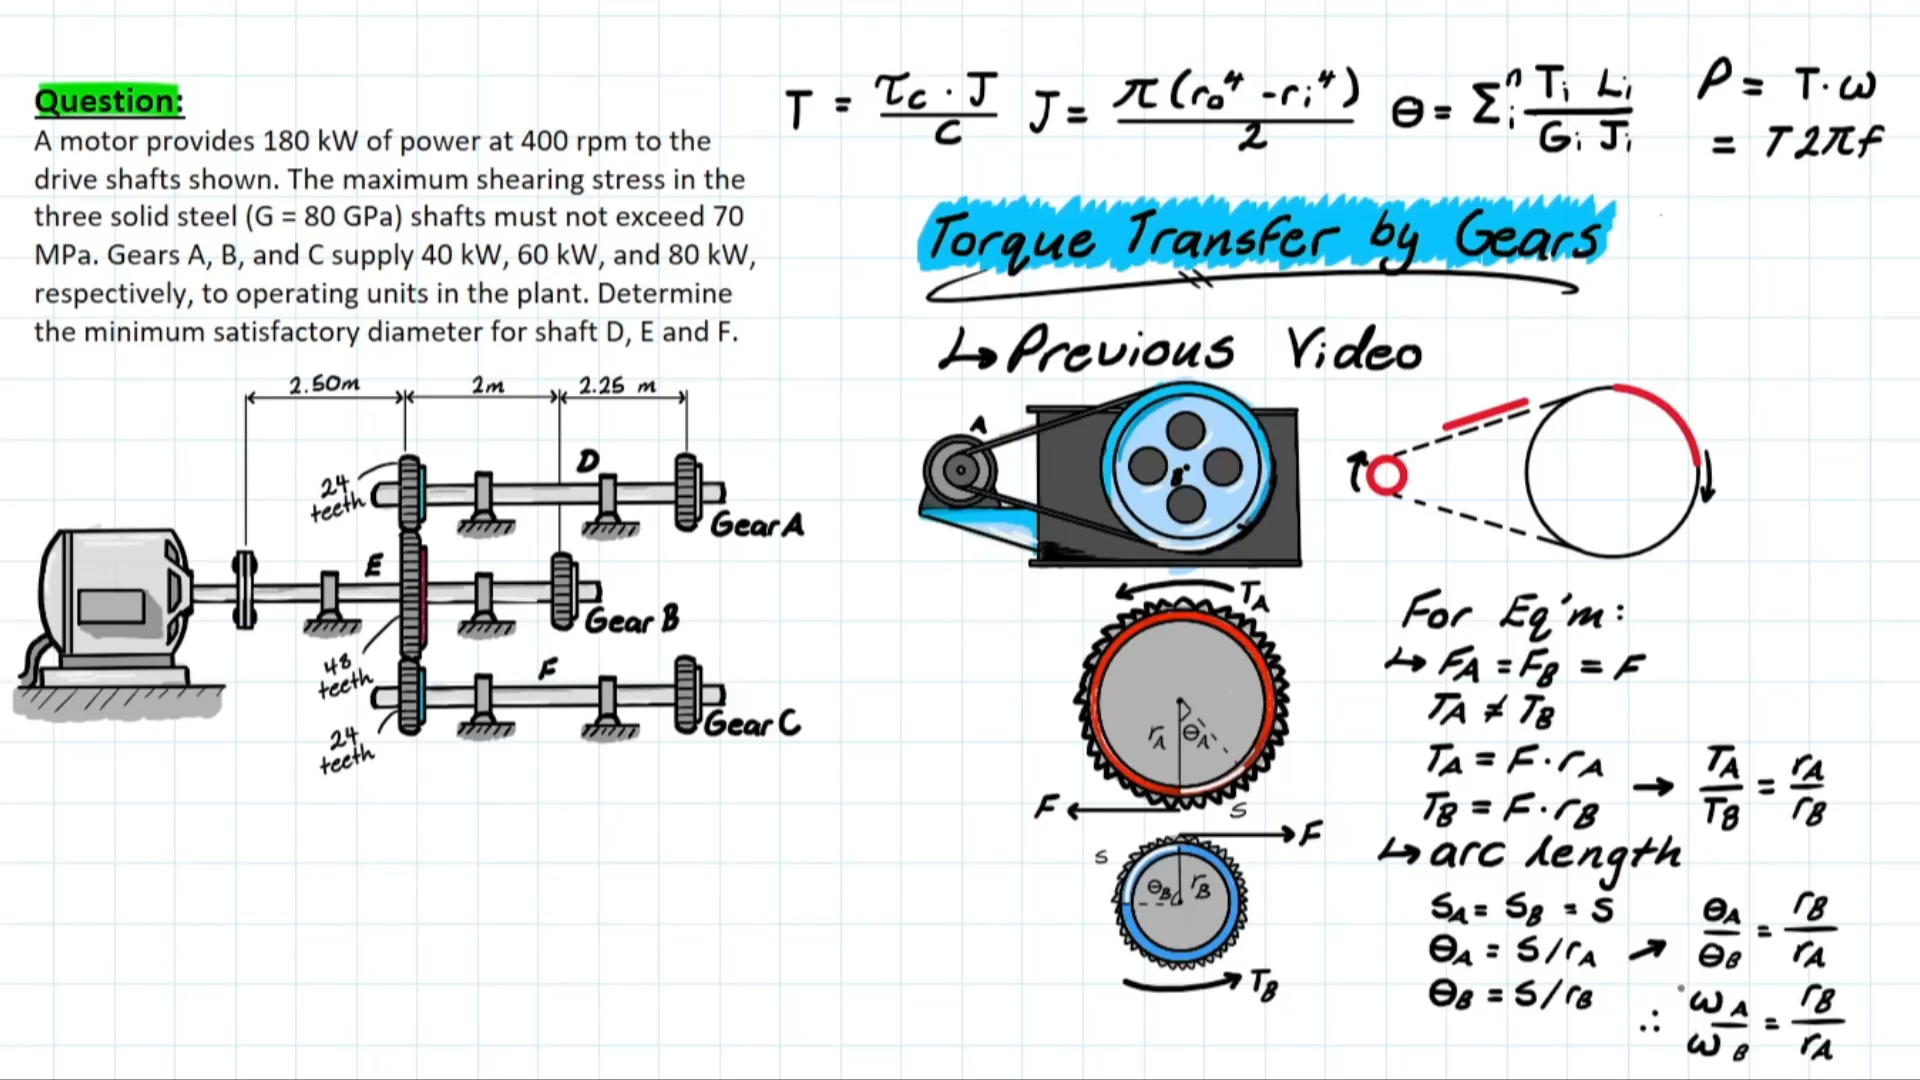 Question:
A motor provides 180 kW of power at 400 rpm to the
drive shafts shown. The maximum shearing stress in the
three solid steel (G = 80 GPa) shafts must not exceed 70
MPa. Gears A, B, and C supply 40 kW, 60 kW, and 80 kW,
respectively, to operating units in the plant. Determine
the minimum satisfactory diameter for shaft D, E and F.
2.50m
2m
2.25 m
24
teeth
D
Gear A
E
Gear B
48
teeth
F
Gear C
24
teeth
T = τc · J / C
J = π(ro⁴ - ri⁴) / 2
θ = Σᵢⁿ Ti Li / Gi Ji
P = T·ω
= T2πf
Torque Transfer by Gears
↳ Previous Video
A
B
TA
rA
θA
F
S
F
S
θB
rB
TB
For Eq'm:
↳ FA = FB = F
TA ≠ TB
TA = F·rA
TB = F·rB
→ TA / TB = rA / rB
↳ arc length
SA = SB = S
θA = S/rA
θB = S/rB
→ θA / θB = rB / rA
∴ ωA / ωB = rB / rA